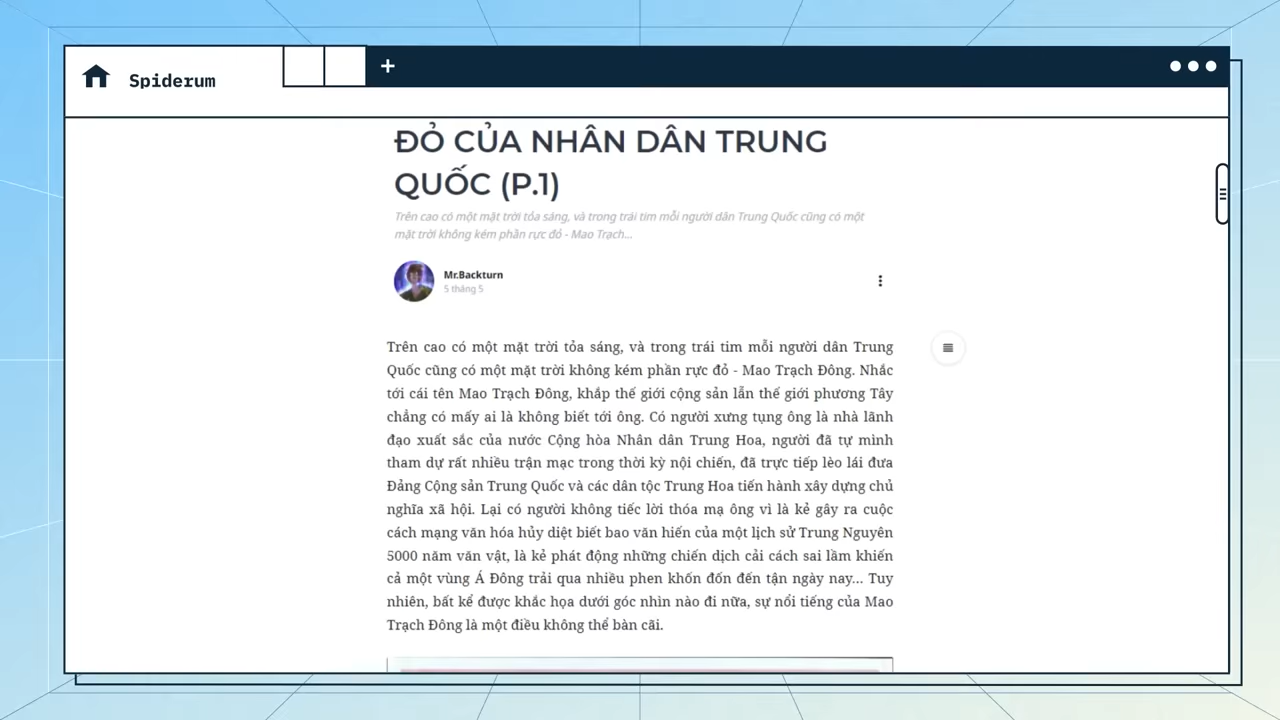 Spiderum
ĐỎ CỦA NHÂN DÂN TRUNG
QUỐC (P.1)
Trên cao có một mặt trời tỏa sáng, và trong trái tim mỗi người dân Trung Quốc cũng có một
mặt trời không kém phần rực đỏ - Mao Trạch...
Mr.Backturn
5 tháng 5
Trên cao có một mặt trời tỏa sáng, và trong trái tim mỗi người dân Trung
Quốc cũng có một mặt trời không kém phần rực đỏ - Mao Trạch Đông. Nhắc
tới cái tên Mao Trạch Đông, khắp thế giới cộng sản lẫn thế giới phương Tây
chẳng có mấy ai là không biết tới ông. Có người xưng tụng ông là nhà lãnh
đạo xuất sắc của nước Cộng hòa Nhân dân Trung Hoa, người đã tự mình
tham dự rất nhiều trận mạc trong thời kỳ nội chiến, đã trực tiếp lèo lái đưa
Đảng Cộng sản Trung Quốc và các dân tộc Trung Hoa tiến hành xây dựng chủ
nghĩa xã hội. Lại có người không tiếc lời thóa mạ ông vì là kẻ gây ra cuộc
cách mạng văn hóa hủy diệt biết bao văn hiến của một lịch sử Trung Nguyên
5000 năm văn vật, là kẻ phát động những chiến dịch cải cách sai lầm khiến
cả một vùng Á Đông trải qua nhiều phen khốn đốn đến tận ngày nay... Tuy
nhiên, bất kể được khắc họa dưới góc nhìn nào đi nữa, sự nổi tiếng của Mao
Trạch Đông là một điều không thể bàn cãi.